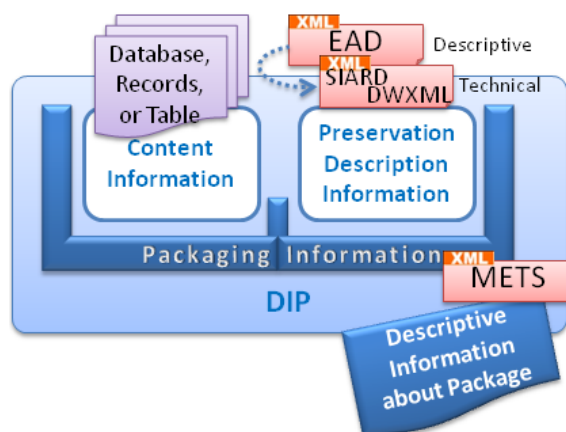 XML
EAD
Descriptive
XML
SIARD
DWXML
Technical
Database,
Records,
or Table
Content
Information
Preservation
Description
Information
Packaging Information
XML
METS
DIP
Descriptive
Information
about Package